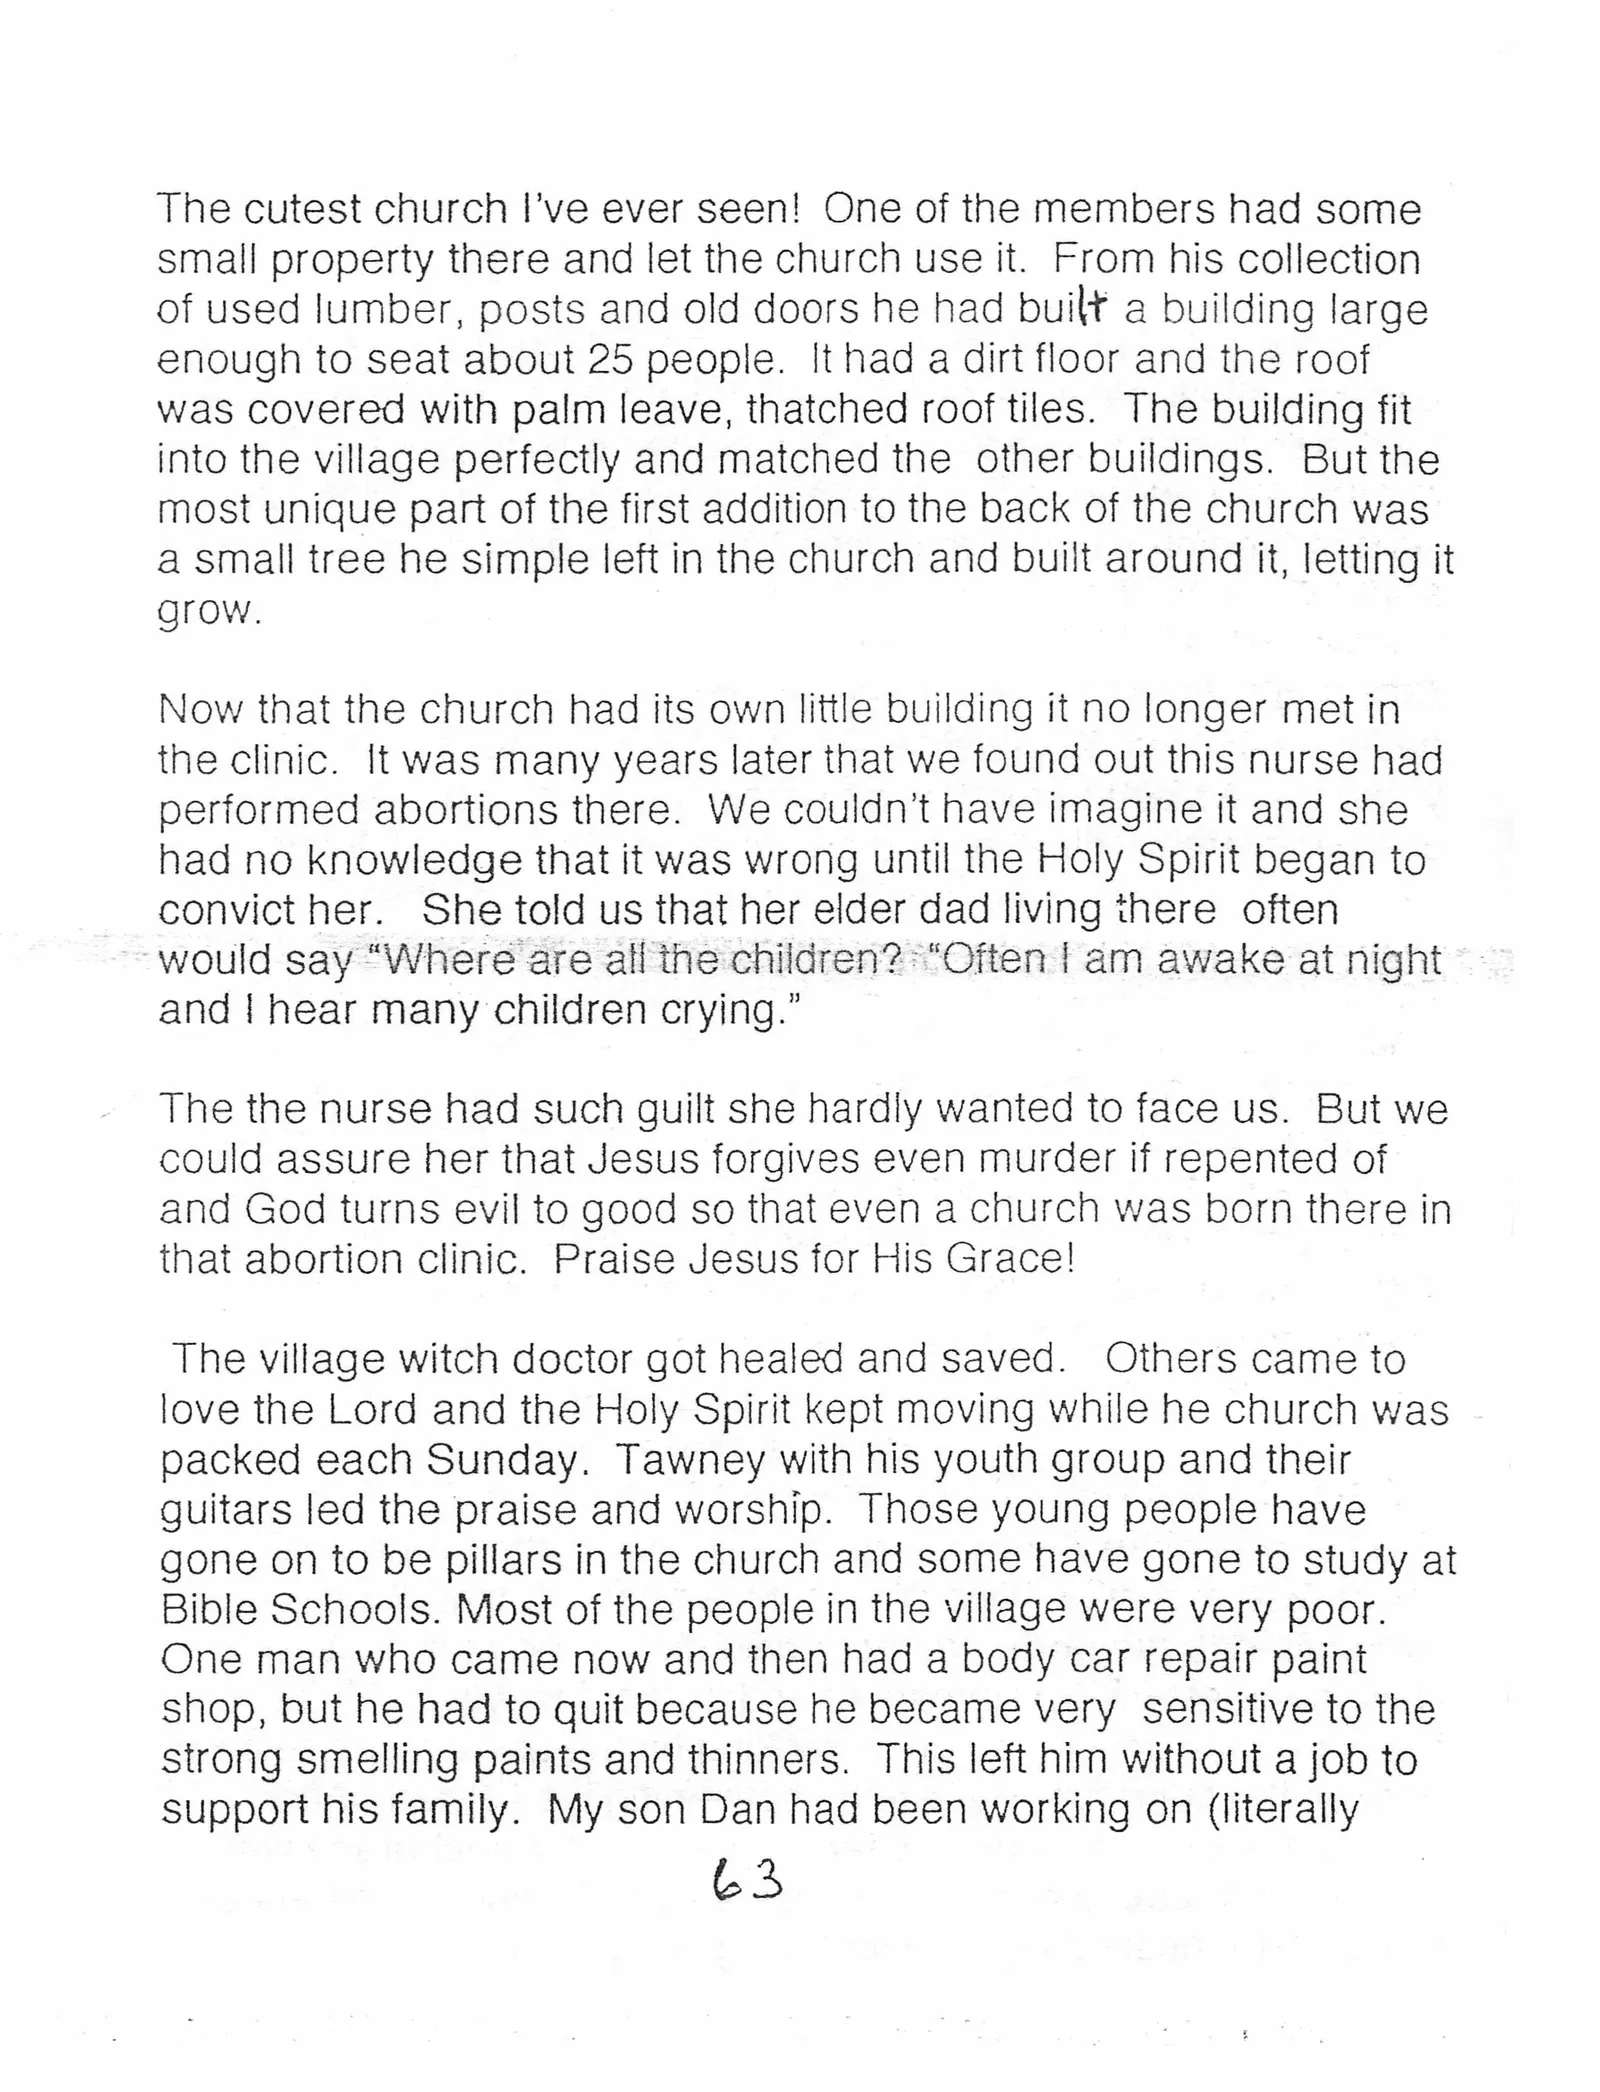 The cutest church I've ever seen!  One of the members had some
small property there and let the church use it.  From his collection
of used lumber, posts and old doors he had built a building large
enough to seat about 25 people.  It had a dirt floor and the roof
was covered with palm leave, thatched roof tiles.  The building fit
into the village perfectly and matched the  other buildings.  But the
most unique part of the first addition to the back of the church was
a small tree he simple left in the church and built around it, letting it
grow.

Now that the church had its own little building it no longer met in
the clinic.  It was many years later that we found out this nurse had
performed abortions there.  We couldn't have imagine it and she
had no knowledge that it was wrong until the Holy Spirit began to
convict her.   She told us that her elder dad living there  often
would say "Where are all the children?  "Often I am awake at night
and I hear many children crying."

The the nurse had such guilt she hardly wanted to face us.  But we
could assure her that Jesus forgives even murder if repented of
and God turns evil to good so that even a church was born there in
that abortion clinic.  Praise Jesus for His Grace!

The village witch doctor got healed and saved.   Others came to
love the Lord and the Holy Spirit kept moving while he church was
packed each Sunday.  Tawney with his youth group and their
guitars led the praise and worship.  Those young people have
gone on to be pillars in the church and some have gone to study at
Bible Schools. Most of the people in the village were very poor.
One man who came now and then had a body car repair paint
shop, but he had to quit because he became very  sensitive to the
strong smelling paints and thinners.  This left him without a job to
support his family.  My son Dan had been working on (literally
63